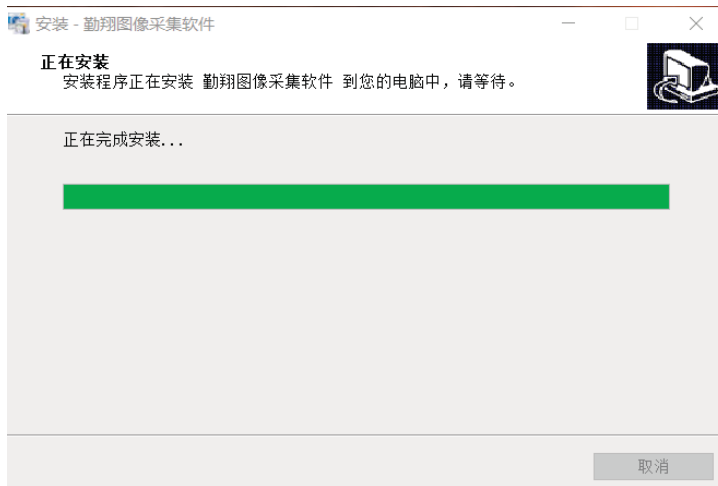 安装 - 勤翔图像采集软件
正在安装
安装程序正在安装 勤翔图像采集软件 到您的电脑中，请等待。
正在完成安装...
取消